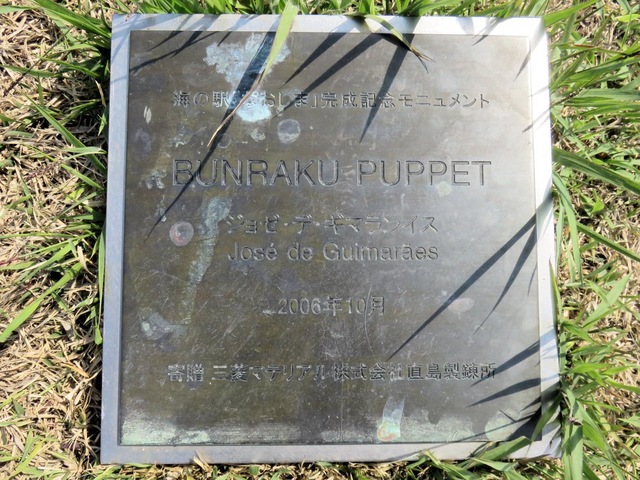 海の駅「なおしま」完成記念モニュメント
BUNRAKU PUPPET
ジョゼ・デ・ギマランイス
José de Guimarães
2006年10月
寄贈 三菱マテリアル株式会社直島製錬所